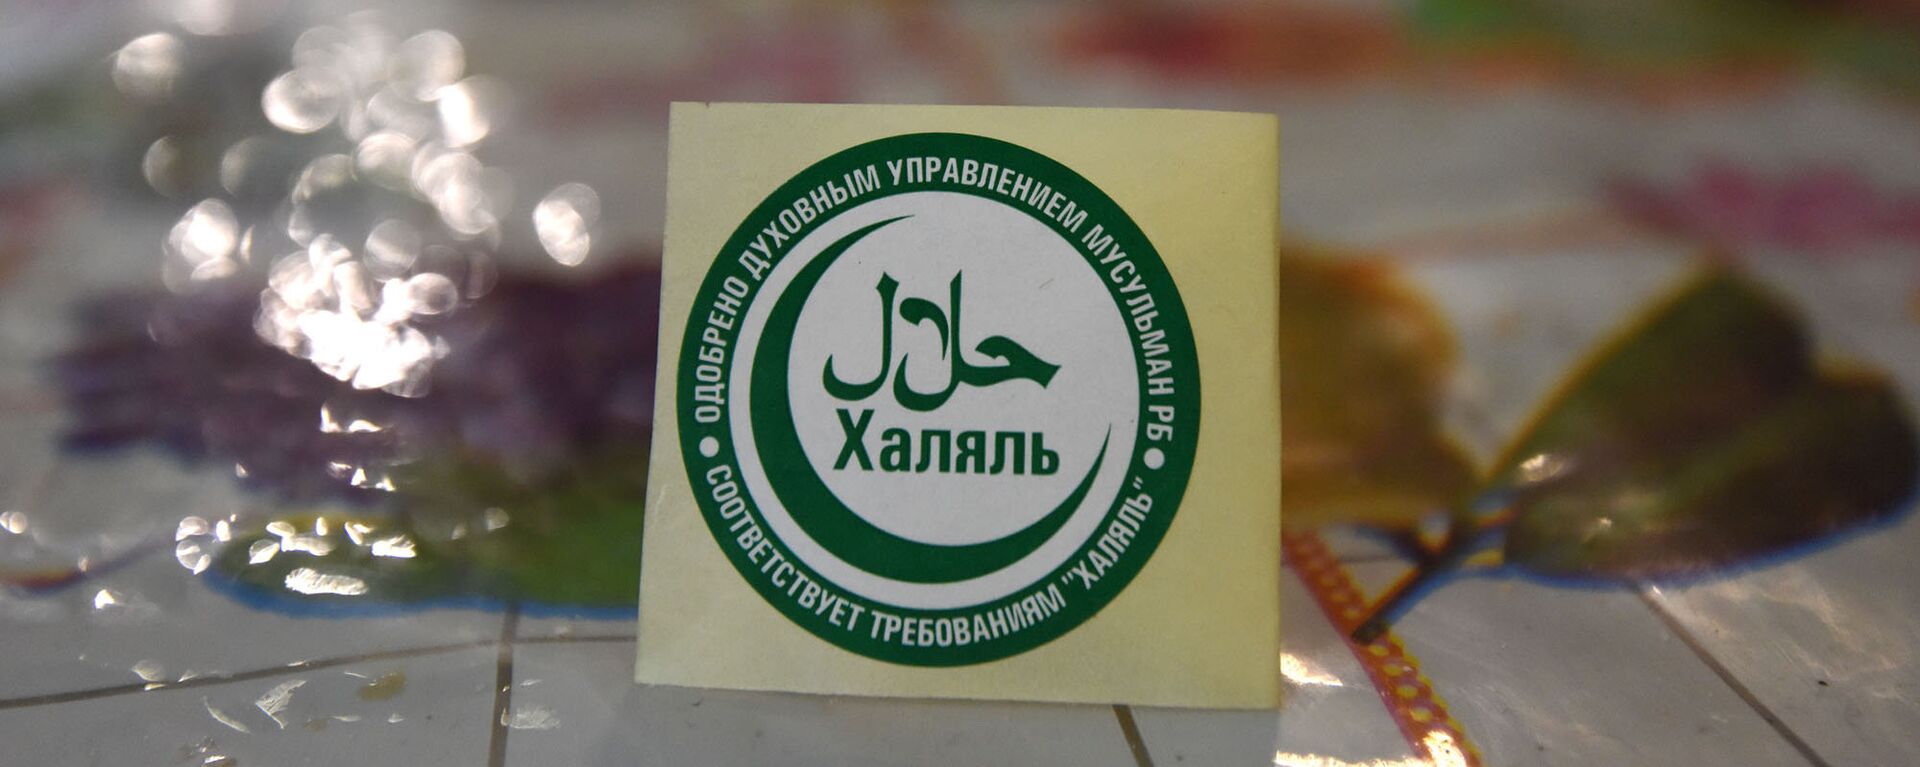 ОДОБРЕНО ДУХОВНЫМ УПРАВЛЕНИЕМ МУСУЛЬМАН РБ
حلال
Халяль
СООТВЕТСТВУЕТ ТРЕБОВАНИЯМ "ХАЛЯЛЬ"